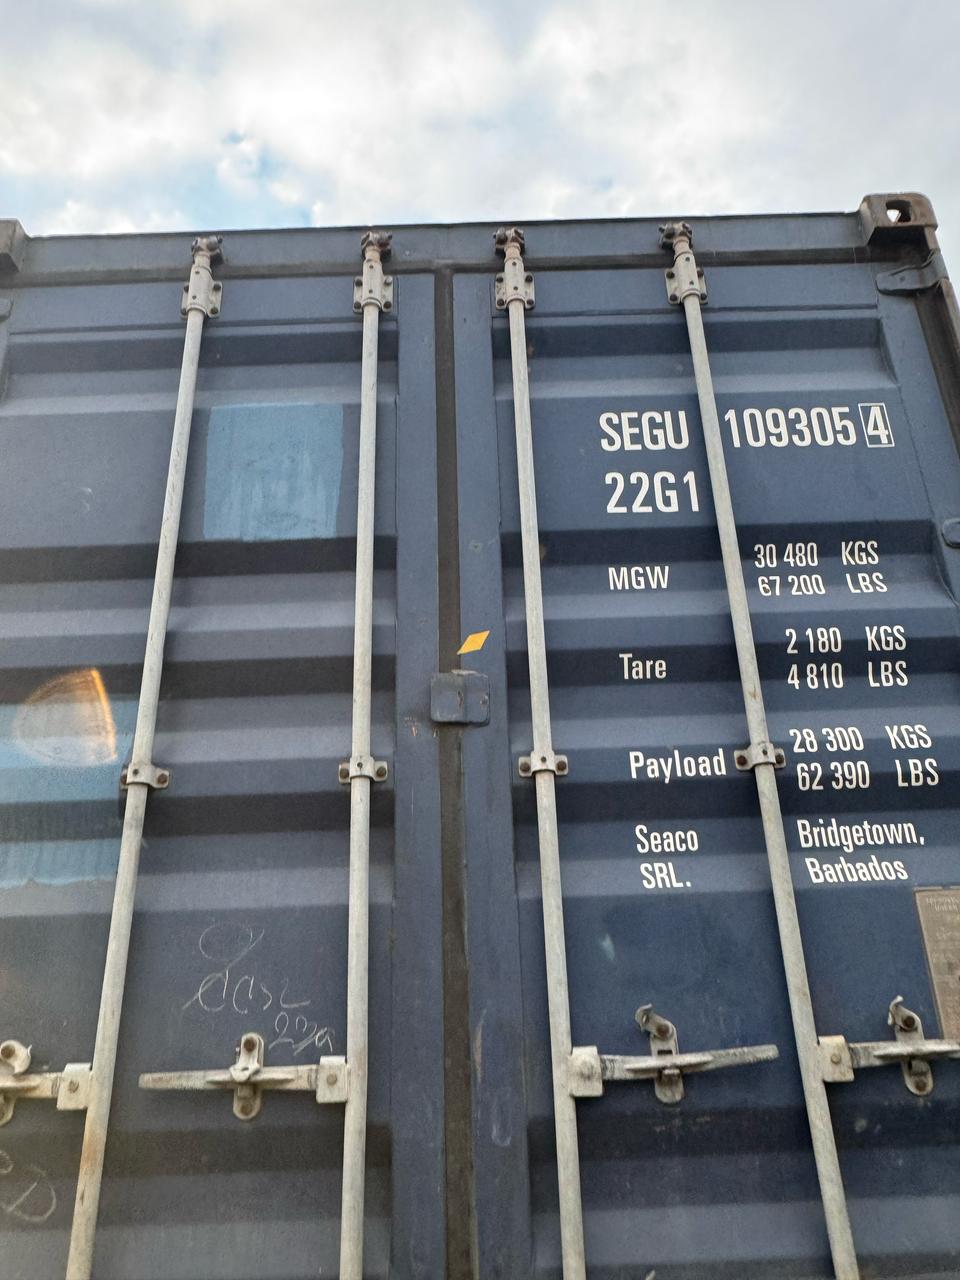 SEGU 109305 4
22G1
MGW 30 480 KGS
67 200 LBS
Tare 2 180 KGS
4 810 LBS
Payload 28 300 KGS
62 390 LBS
Seaco Bridgetown,
SRL. Barbados